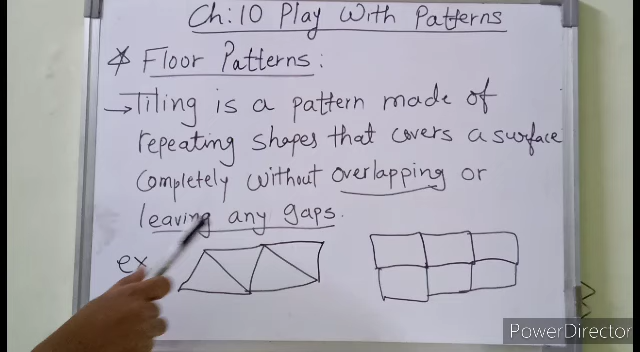 Ch:10 Play With Patterns
* Floor Patterns:
→ Tiling is a pattern made of
repeating shapes that covers a surface
completely without overlapping or
leaving any gaps.
ex
PowerDirector